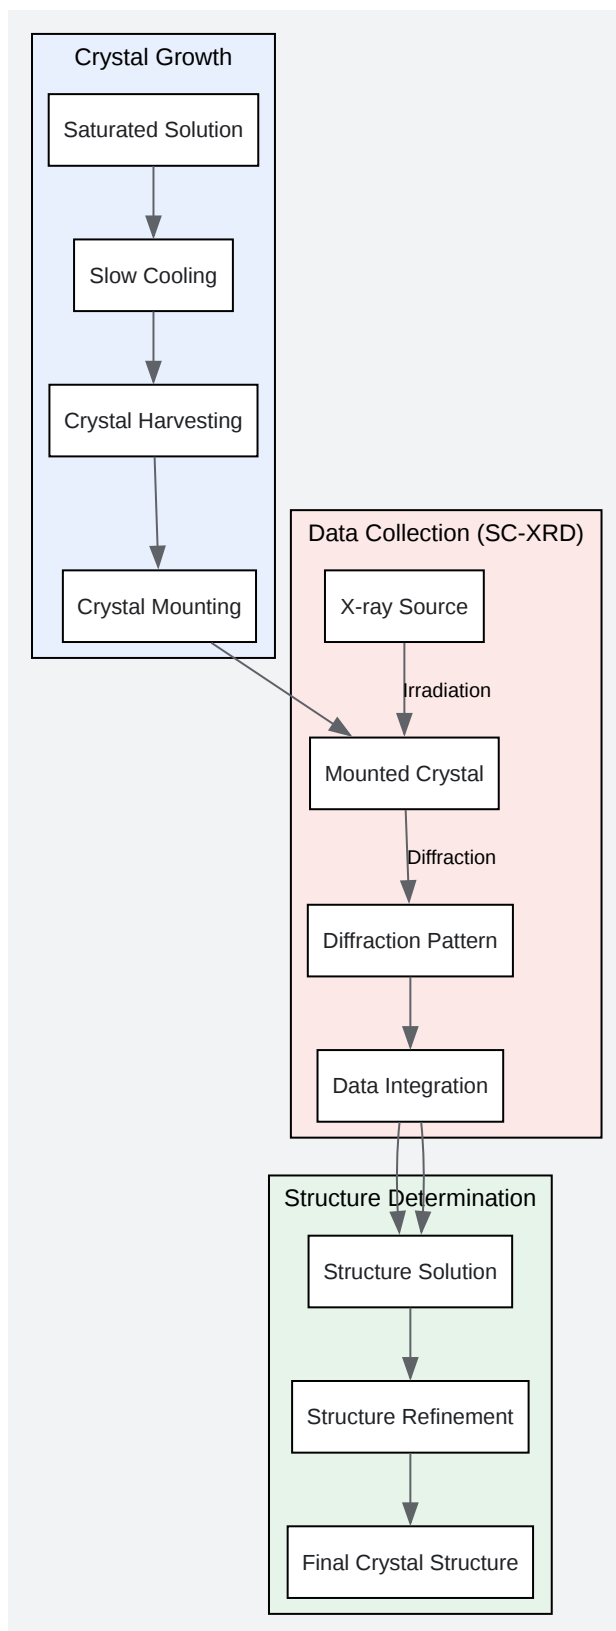 Crystal Growth
Saturated Solution
Slow Cooling
Crystal Harvesting
Crystal Mounting
Data Collection (SC-XRD)
X-ray Source
Irradiation
Mounted Crystal
Diffraction
Diffraction Pattern
Data Integration
Structure Determination
Structure Solution
Structure Refinement
Final Crystal Structure